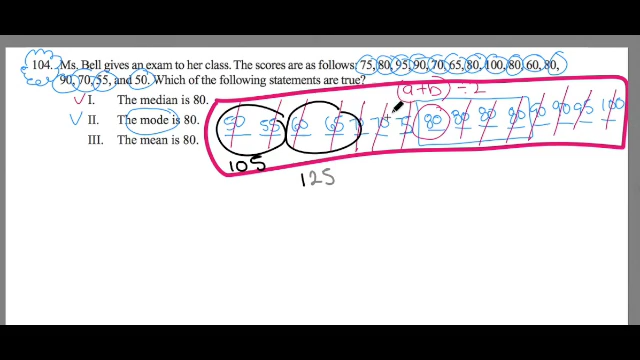 104. Ms. Bell gives an exam to her class. The scores are as follows: 75, 80, 95, 90, 70, 65, 80, 100, 80, 60, 80,
90, 70, 55, and 50. Which of the following statements are true?
(a+b) ÷ 2
I. The median is 80.
II. The mode is 80.
III. The mean is 80.
50 55 60 65 70 70 75 80 80 80 80 90 90 95 100
105
125